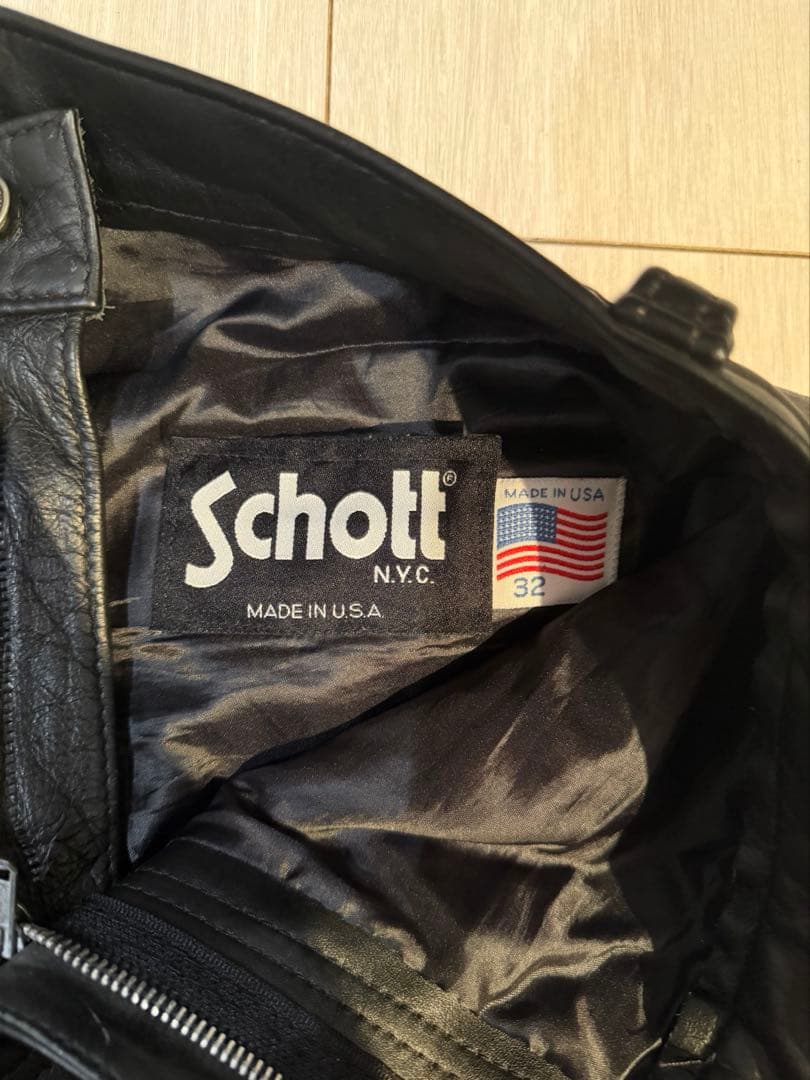 Schott®
N.Y.C.
MADE IN U.S.A.
MADE IN USA
32